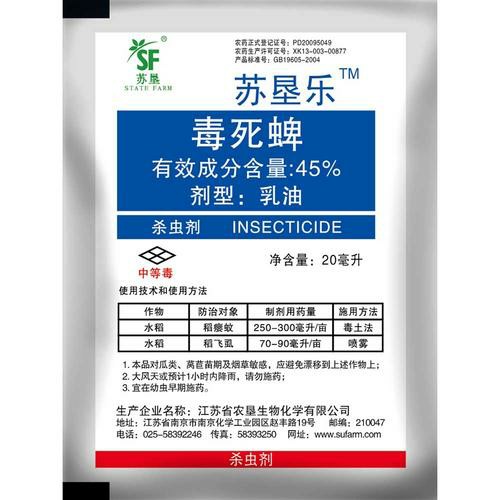 农药正式登记证号：PD20095049
农药生产许可证号：XK13-003-00877
产品标准号：GB19605-2004
SF
苏垦
STATE FARM
苏垦乐™
毒死蜱
有效成分含量:45%
剂型：乳油
杀虫剂 INSECTICIDE
中等毒
净含量：20毫升
使用技术和使用方法
作物 防治对象 制剂用药量 施用方法
水稻 稻瘿蚊 250-300毫升/亩 毒土法
水稻 稻飞虱 70-90毫升/亩 喷雾
1. 本品对瓜类、莴苣苗期及烟草敏感，应避免漂移到上述作物上；
2. 大风天或预计1小时内降雨，请勿施药；
3. 宜在幼虫早期施药。
生产企业名称：江苏省农垦生物化学有限公司
地址：江苏省南京市南京化学工业园区赵丰路19号 邮编：210047
电话：025-58392246 传真：58393250 网址：www.sufarm.com
杀虫剂